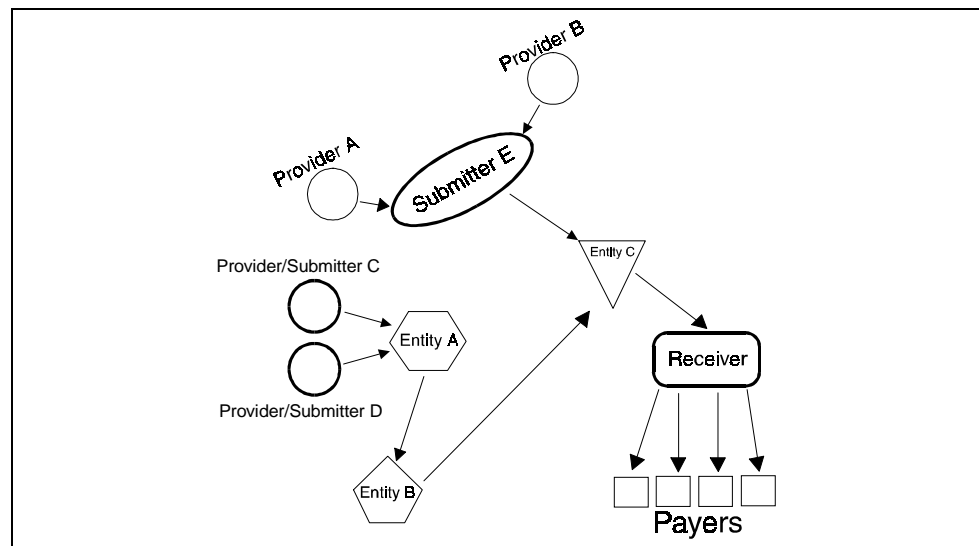 Provider B
Provider A
Submitter E
Entity C
Provider/Submitter C
Entity A
Receiver
Provider/Submitter D
Entity B
Payers